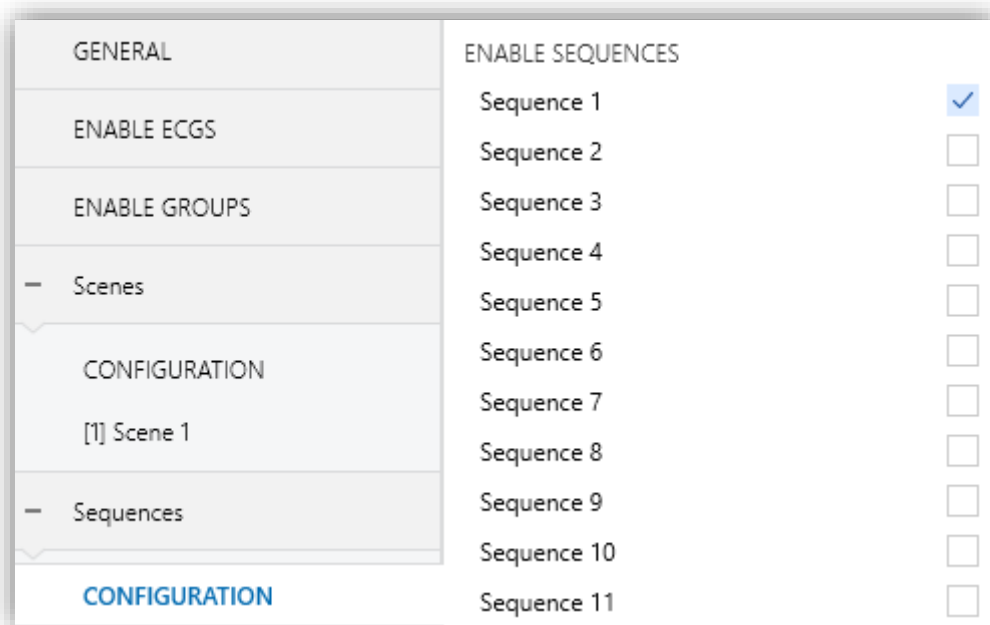 GENERAL
ENABLE ECGS
ENABLE GROUPS
Scenes
CONFIGURATION
[1] Scene 1
Sequences
CONFIGURATION
ENABLE SEQUENCES
Sequence 1
Sequence 2
Sequence 3
Sequence 4
Sequence 5
Sequence 6
Sequence 7
Sequence 8
Sequence 9
Sequence 10
Sequence 11